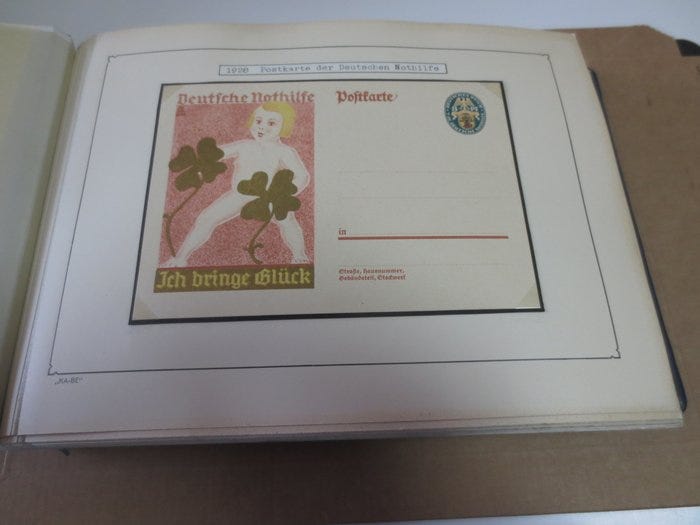 1928 Postkarte der Deutschen Nothilfe
Deutsche Nothilfe
Postkarte
in
Straße, Hausnummer,
Gebäudeteil, Stockwerk
Ich bringe Glück
„KA-BE“